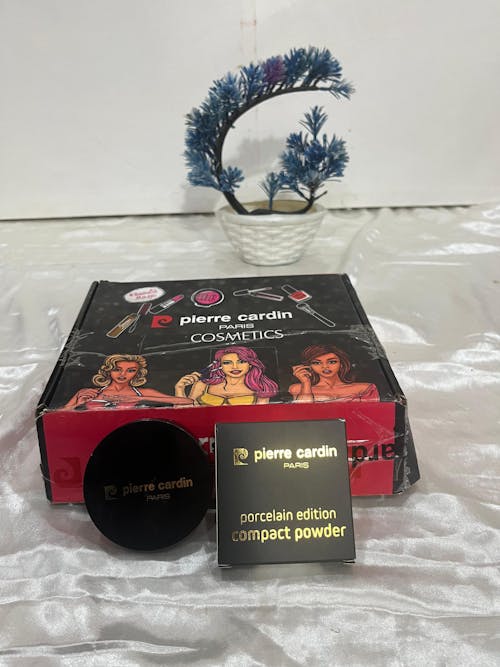 pierre cardin
PARIS
COSMETICS
pierre cardin
PARIS
pierre cardin
PARIS
porcelain edition
compact powder